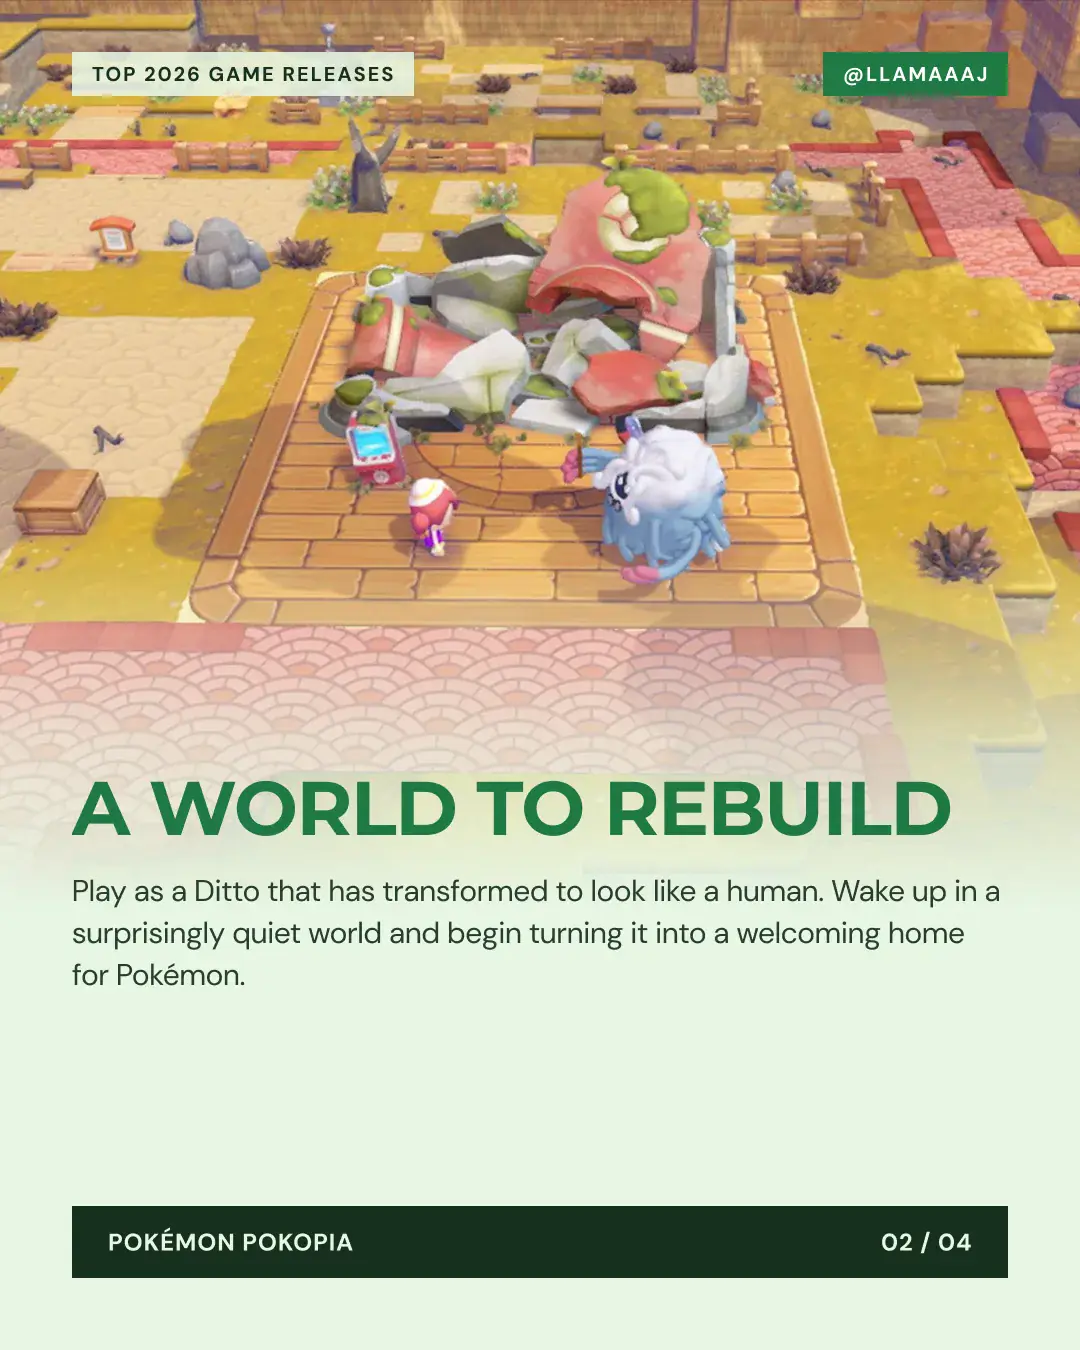 TOP 2026 GAME RELEASES
@LLAMAAAJ
A WORLD TO REBUILD
Play as a Ditto that has transformed to look like a human. Wake up in a
surprisingly quiet world and begin turning it into a welcoming home
for Pokémon.
POKÉMON POKOPIA
02 / 04